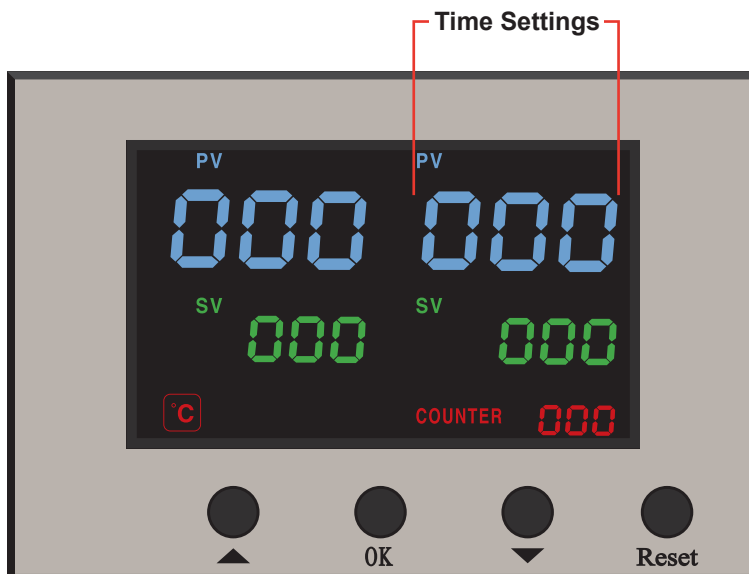 Time Settings
PV PV
000 000
SV SV
000 000
°C COUNTER 000
OK Reset